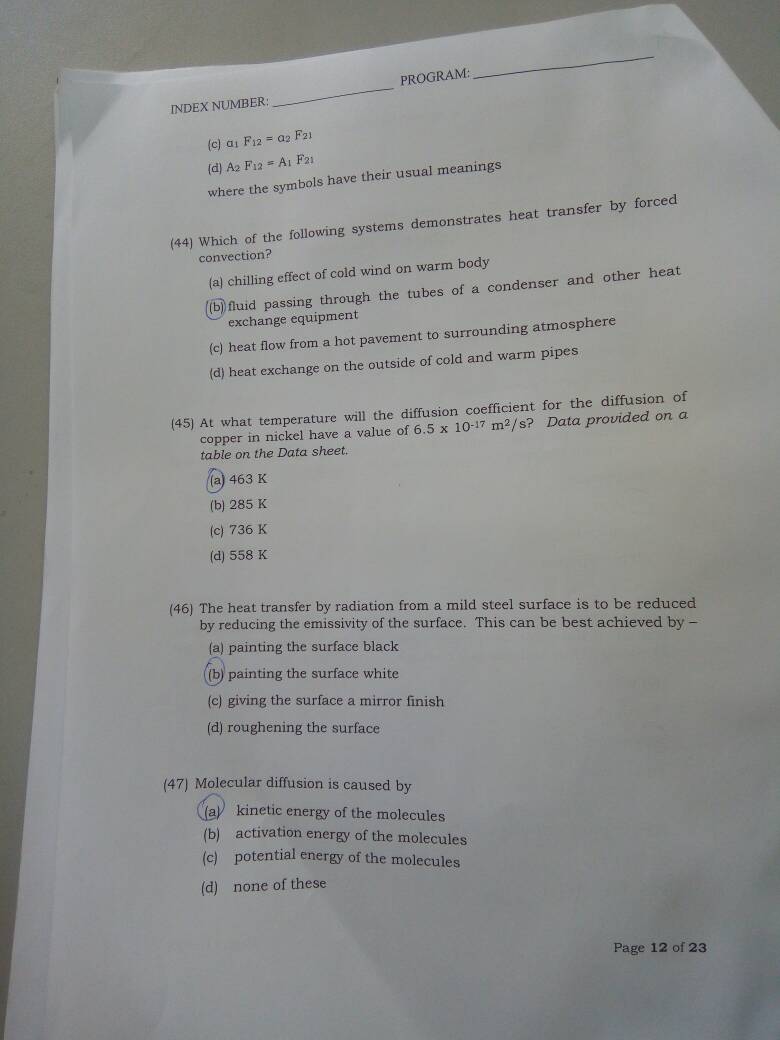 INDEX NUMBER: ____________ PROGRAM: ____________
(c) α₁ F₁₂ = α₂ F₂₁
(d) A₂ F₁₂ = A₁ F₂₁
where the symbols have their usual meanings
(44) Which of the following systems demonstrates heat transfer by forced
convection?
(a) chilling effect of cold wind on warm body
(b) fluid passing through the tubes of a condenser and other heat
exchange equipment
(c) heat flow from a hot pavement to surrounding atmosphere
(d) heat exchange on the outside of cold and warm pipes
(45) At what temperature will the diffusion coefficient for the diffusion of
copper in nickel have a value of 6.5 x 10⁻¹⁷ m²/s? Data provided on a
table on the Data sheet.
(a) 463 K
(b) 285 K
(c) 736 K
(d) 558 K
(46) The heat transfer by radiation from a mild steel surface is to be reduced
by reducing the emissivity of the surface. This can be best achieved by –
(a) painting the surface black
(b) painting the surface white
(c) giving the surface a mirror finish
(d) roughening the surface
(47) Molecular diffusion is caused by
(a) kinetic energy of the molecules
(b) activation energy of the molecules
(c) potential energy of the molecules
(d) none of these
Page 12 of 23